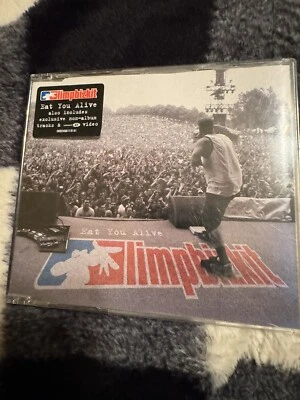 limpbizkit
Eat You Alive
also includes
exclusive non-album
tracks & video
Eat You Alive
limpbizkit